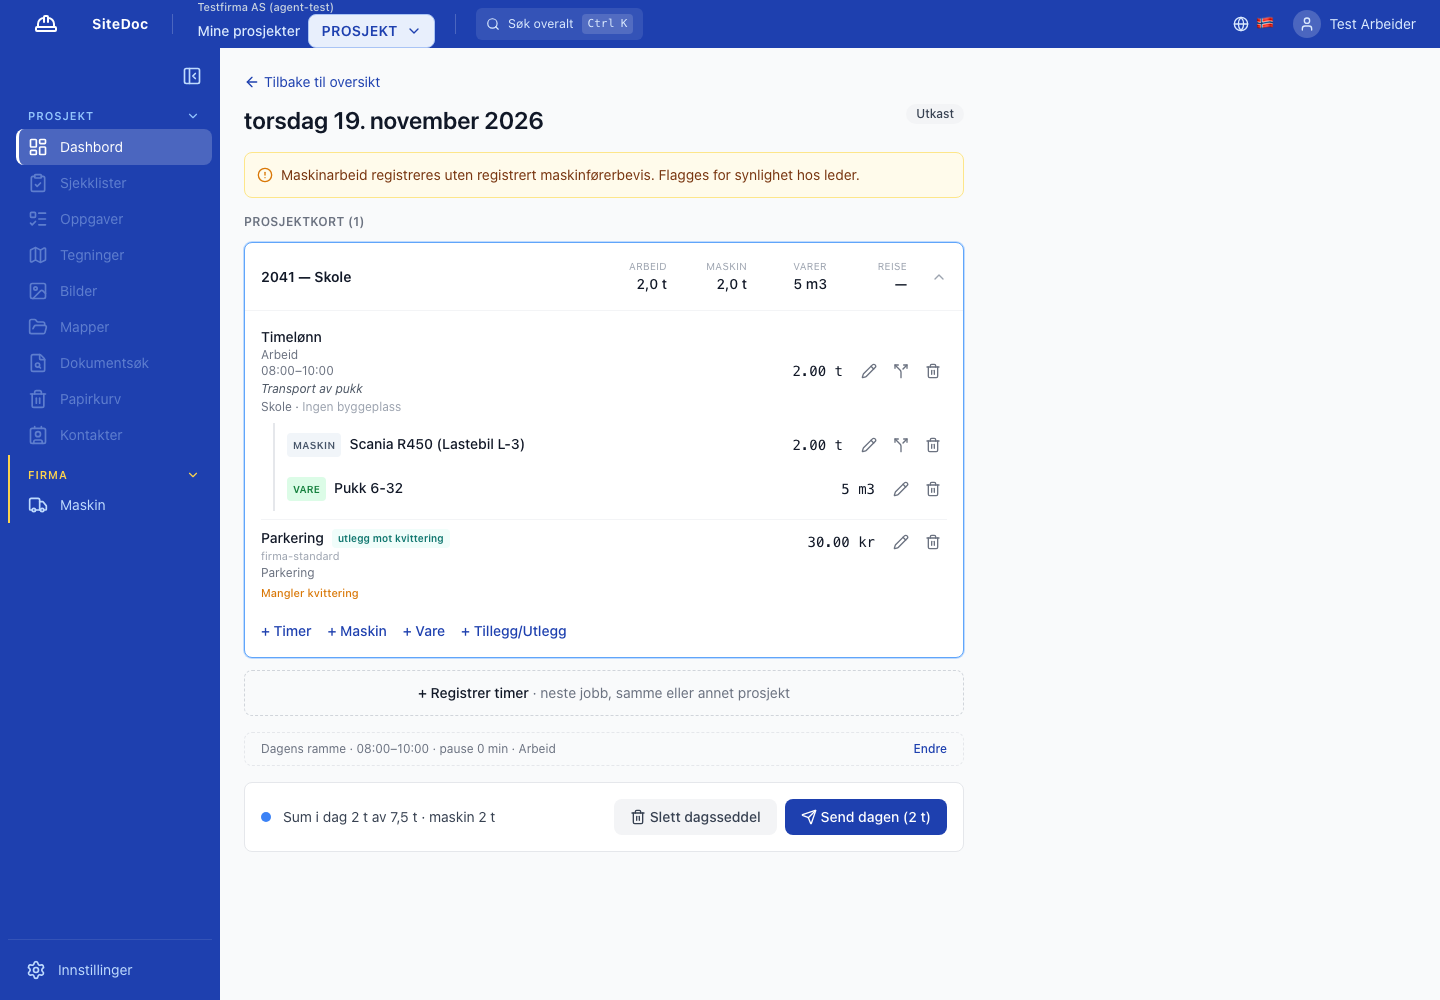 SiteDoc
Testfirma AS (agent-test)
Mine prosjekter
PROSJEKT
Søk overalt
Ctrl K
Test Arbeider
PROSJEKT
Dashbord
Sjekklister
Oppgaver
Tegninger
Bilder
Mapper
Dokumentsøk
Papirkurv
Kontakter
FIRMA
Maskin
Innstillinger
Tilbake til oversikt
torsdag 19. november 2026
Utkast
Maskinarbeid registreres uten registrert maskinførerbevis. Flagges for synlighet hos leder.
PROSJEKTKORT (1)
2041 — Skole
ARBEID
2,0 t
MASKIN
2,0 t
VARER
5 m3
REISE
—
Timelønn
Arbeid
08:00–10:00
Transport av pukk
Skole · Ingen byggeplass
2.00 t
MASKIN Scania R450 (Lastebil L-3) 2.00 t
VARE Pukk 6-32 5 m3
Parkering utlegg mot kvittering 30.00 kr
firma-standard
Parkering
Mangler kvittering
+ Timer + Maskin + Vare + Tillegg/Utlegg
+ Registrer timer · neste jobb, samme eller annet prosjekt
Dagens ramme · 08:00–10:00 · pause 0 min · Arbeid Endre
Sum i dag 2 t av 7,5 t · maskin 2 t
Slett dagsseddel
Send dagen (2 t)